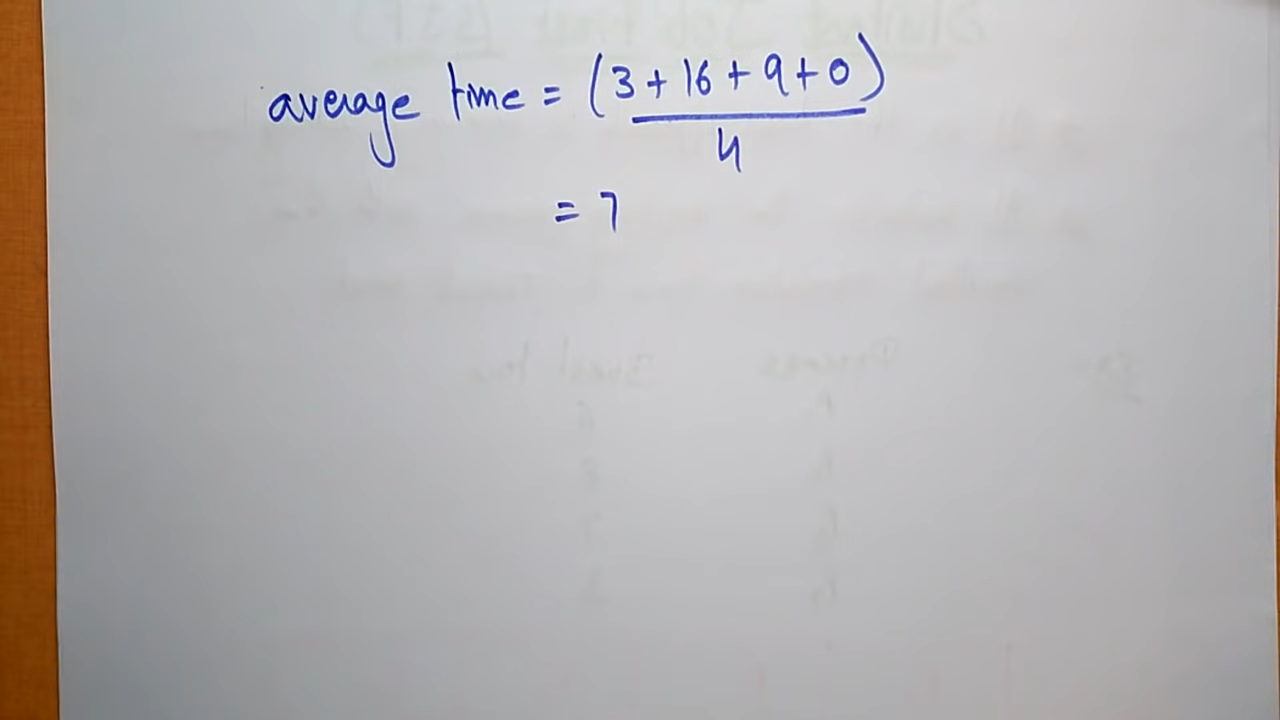 average time = (3+16+9+0)
4
= 7